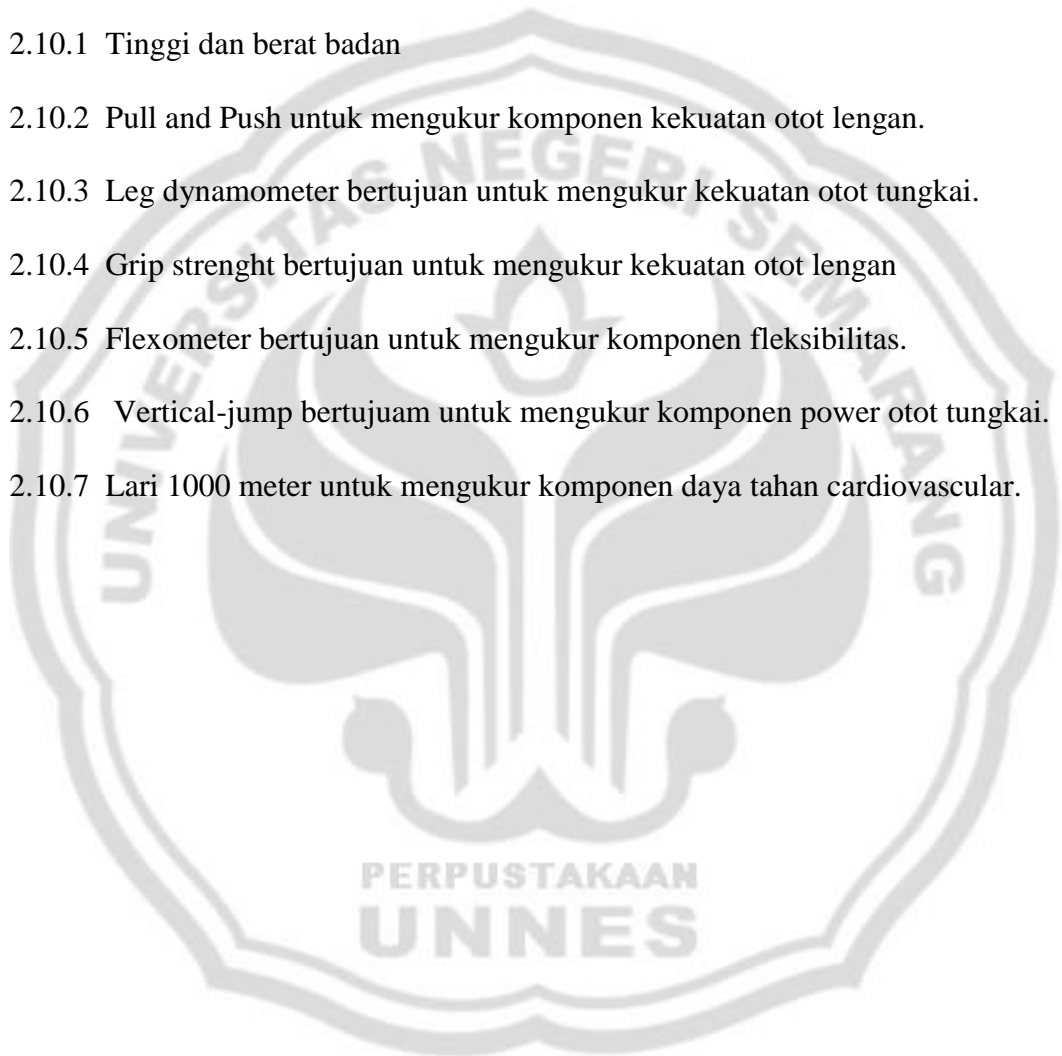 2.10.1 Tinggi dan berat badan
2.10.2 Pull and Push untuk mengukur komponen kekuatan otot lengan.
2.10.3 Leg dynamometer bertujuan untuk mengukur kekuatan otot tungkai.
2.10.4 Grip strenght bertujuan untuk mengukur kekuatan otot lengan
2.10.5 Flexometer bertujuan untuk mengukur komponen fleksibilitas.
2.10.6 Vertical-jump bertujuam untuk mengukur komponen power otot tungkai.
2.10.7 Lari 1000 meter untuk mengukur komponen daya tahan cardiovascular.
UNIVERSITAS NEGERI SEMARANG
PERPUSTAKAAN
UNNES